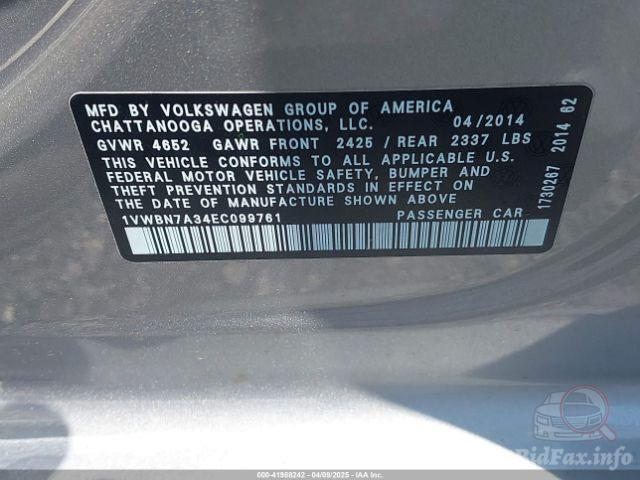 MFD BY VOLKSWAGEN GROUP OF AMERICA
CHATTANOOGA OPERATIONS, LLC. 04/2014
GVWR 4652 GAWR FRONT 2425 / REAR 2337 LBS
THIS VEHICLE CONFORMS TO ALL APPLICABLE U.S.
FEDERAL MOTOR VEHICLE SAFETY, BUMPER AND
THEFT PREVENTION STANDARDS IN EFFECT ON
THE DATE OF MANUFACTURE SHOWN ABOVE
1VWBN7A34EC099761 PASSENGER CAR
1730267 2014 62
BidFax.info
000-41988242 - 04/09/2025 - IAA Inc.